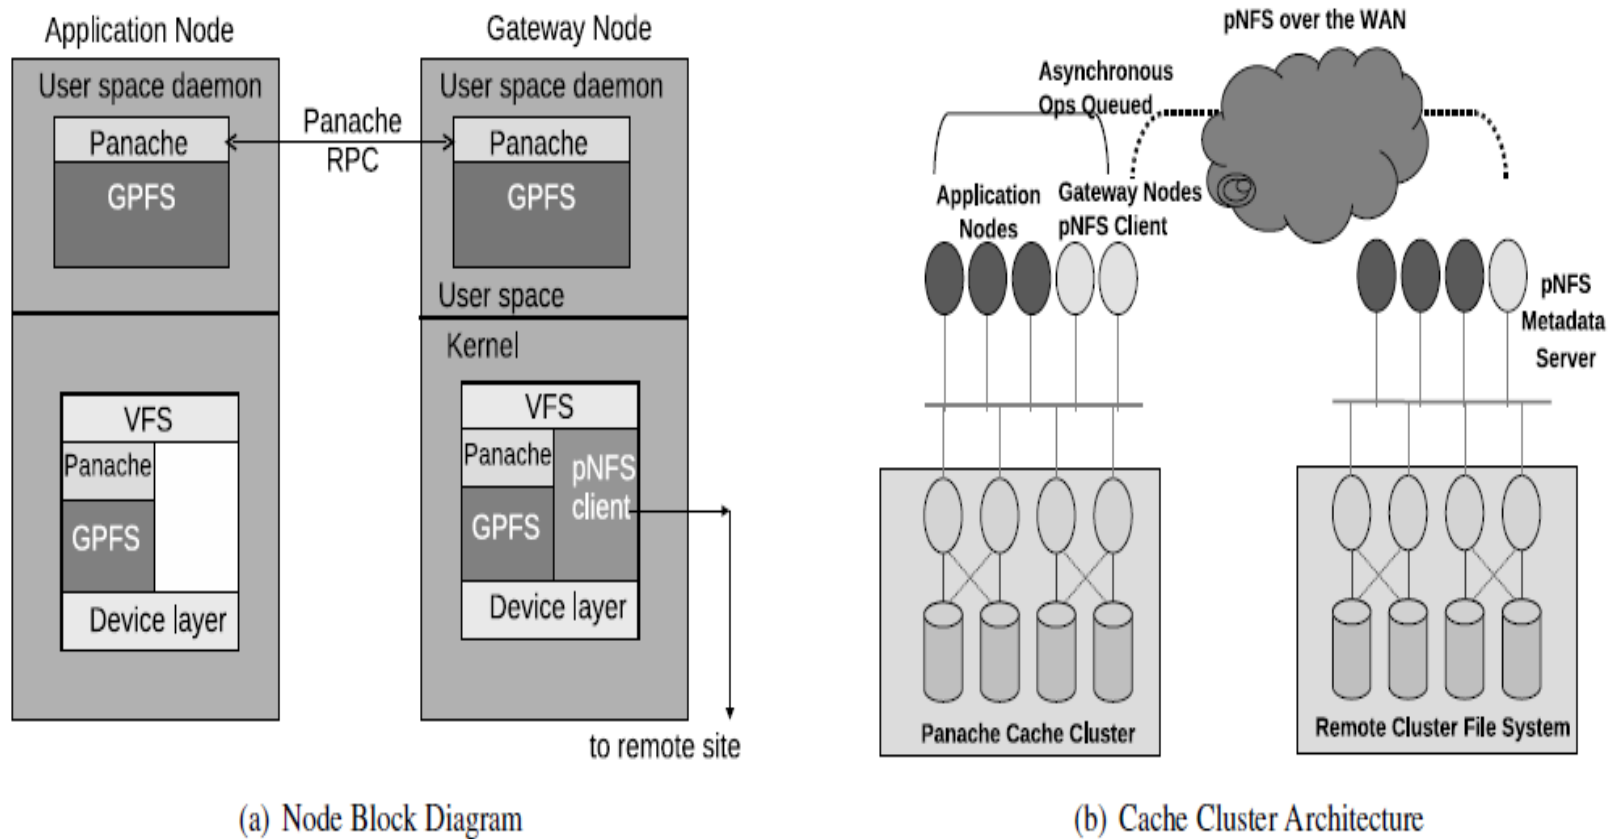 Application Node
User space daemon
Panache
GPFS
VFS
Panache
GPFS
Device layer
Panache
RPC
Gateway Node
User space daemon
Panache
GPFS
User space
Kernel
VFS
Panache
pNFS
client
GPFS
Device layer
to remote site
(a) Node Block Diagram
pNFS over the WAN
Asynchronous
Ops Queued
Application
Nodes
Gateway Nodes
pNFS Client
pNFS
Metadata
Server
Panache Cache Cluster
Remote Cluster File System
(b) Cache Cluster Architecture